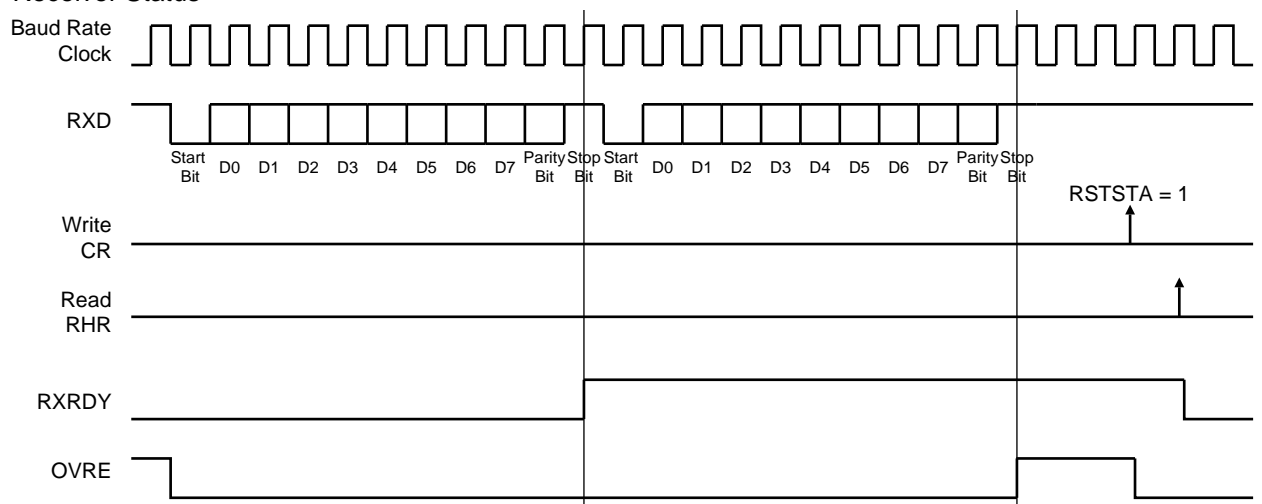 Receiver Status
Baud Rate
Clock
RXD
Start
Bit
D0
D1
D2
D3
D4
D5
D6
D7
Parity
Bit
Stop
Bit
Start
Bit
D0
D1
D2
D3
D4
D5
D6
D7
Parity
Bit
Stop
Bit
RSTSTA = 1
Write
CR
Read
RHR
RXRDY
OVRE